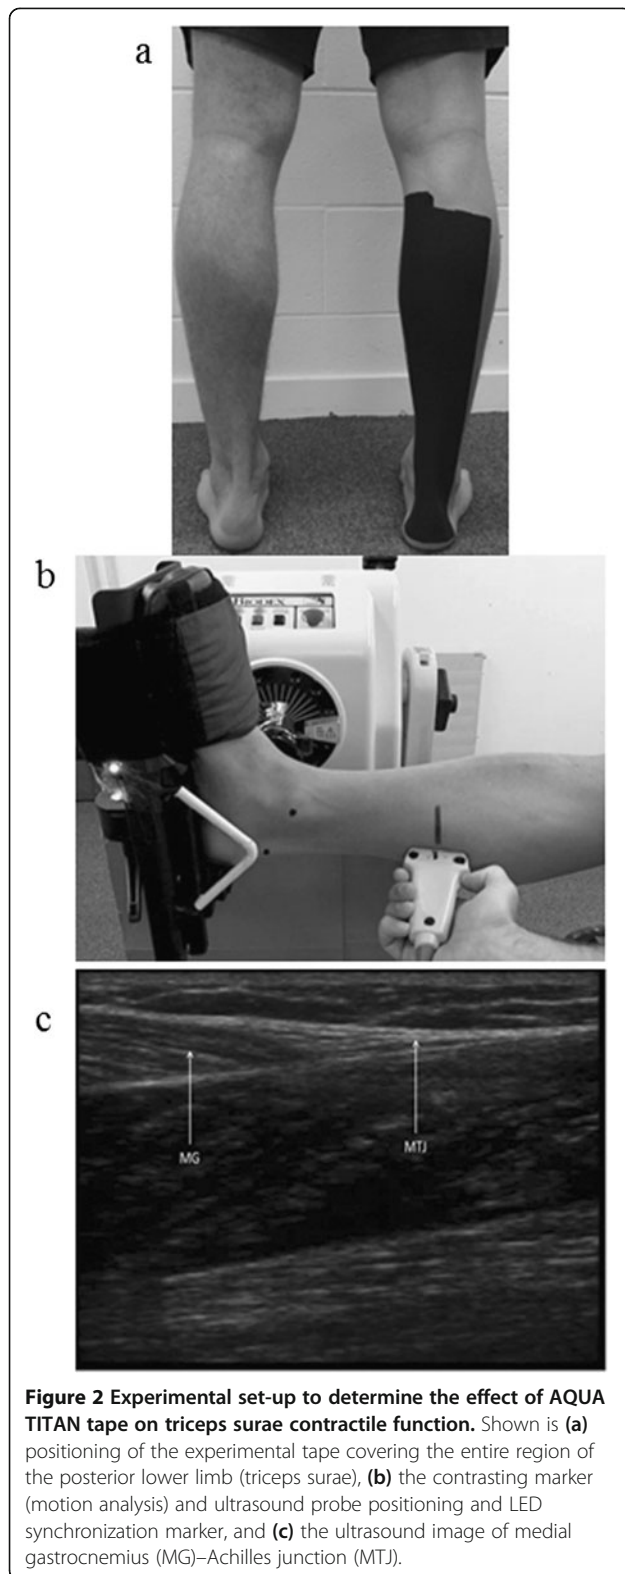 a
b
BIODEX
c
MG
MTJ
Figure 2 Experimental set-up to determine the effect of AQUA
TITAN tape on triceps surae contractile function. Shown is (a)
positioning of the experimental tape covering the entire region of
the posterior lower limb (triceps surae), (b) the contrasting marker
(motion analysis) and ultrasound probe positioning and LED
synchronization marker, and (c) the ultrasound image of medial
gastrocnemius (MG)–Achilles junction (MTJ).